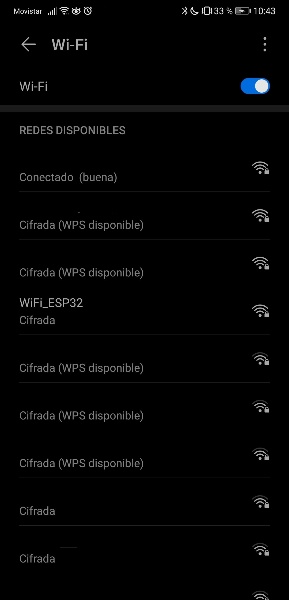 Movistar 33 % 10:43
Wi-Fi
Wi-Fi
REDES DISPONIBLES
Conectado (buena)
Cifrada (WPS disponible)
Cifrada (WPS disponible)
WiFi_ESP32
Cifrada
Cifrada (WPS disponible)
Cifrada (WPS disponible)
Cifrada (WPS disponible)
Cifrada
Cifrada